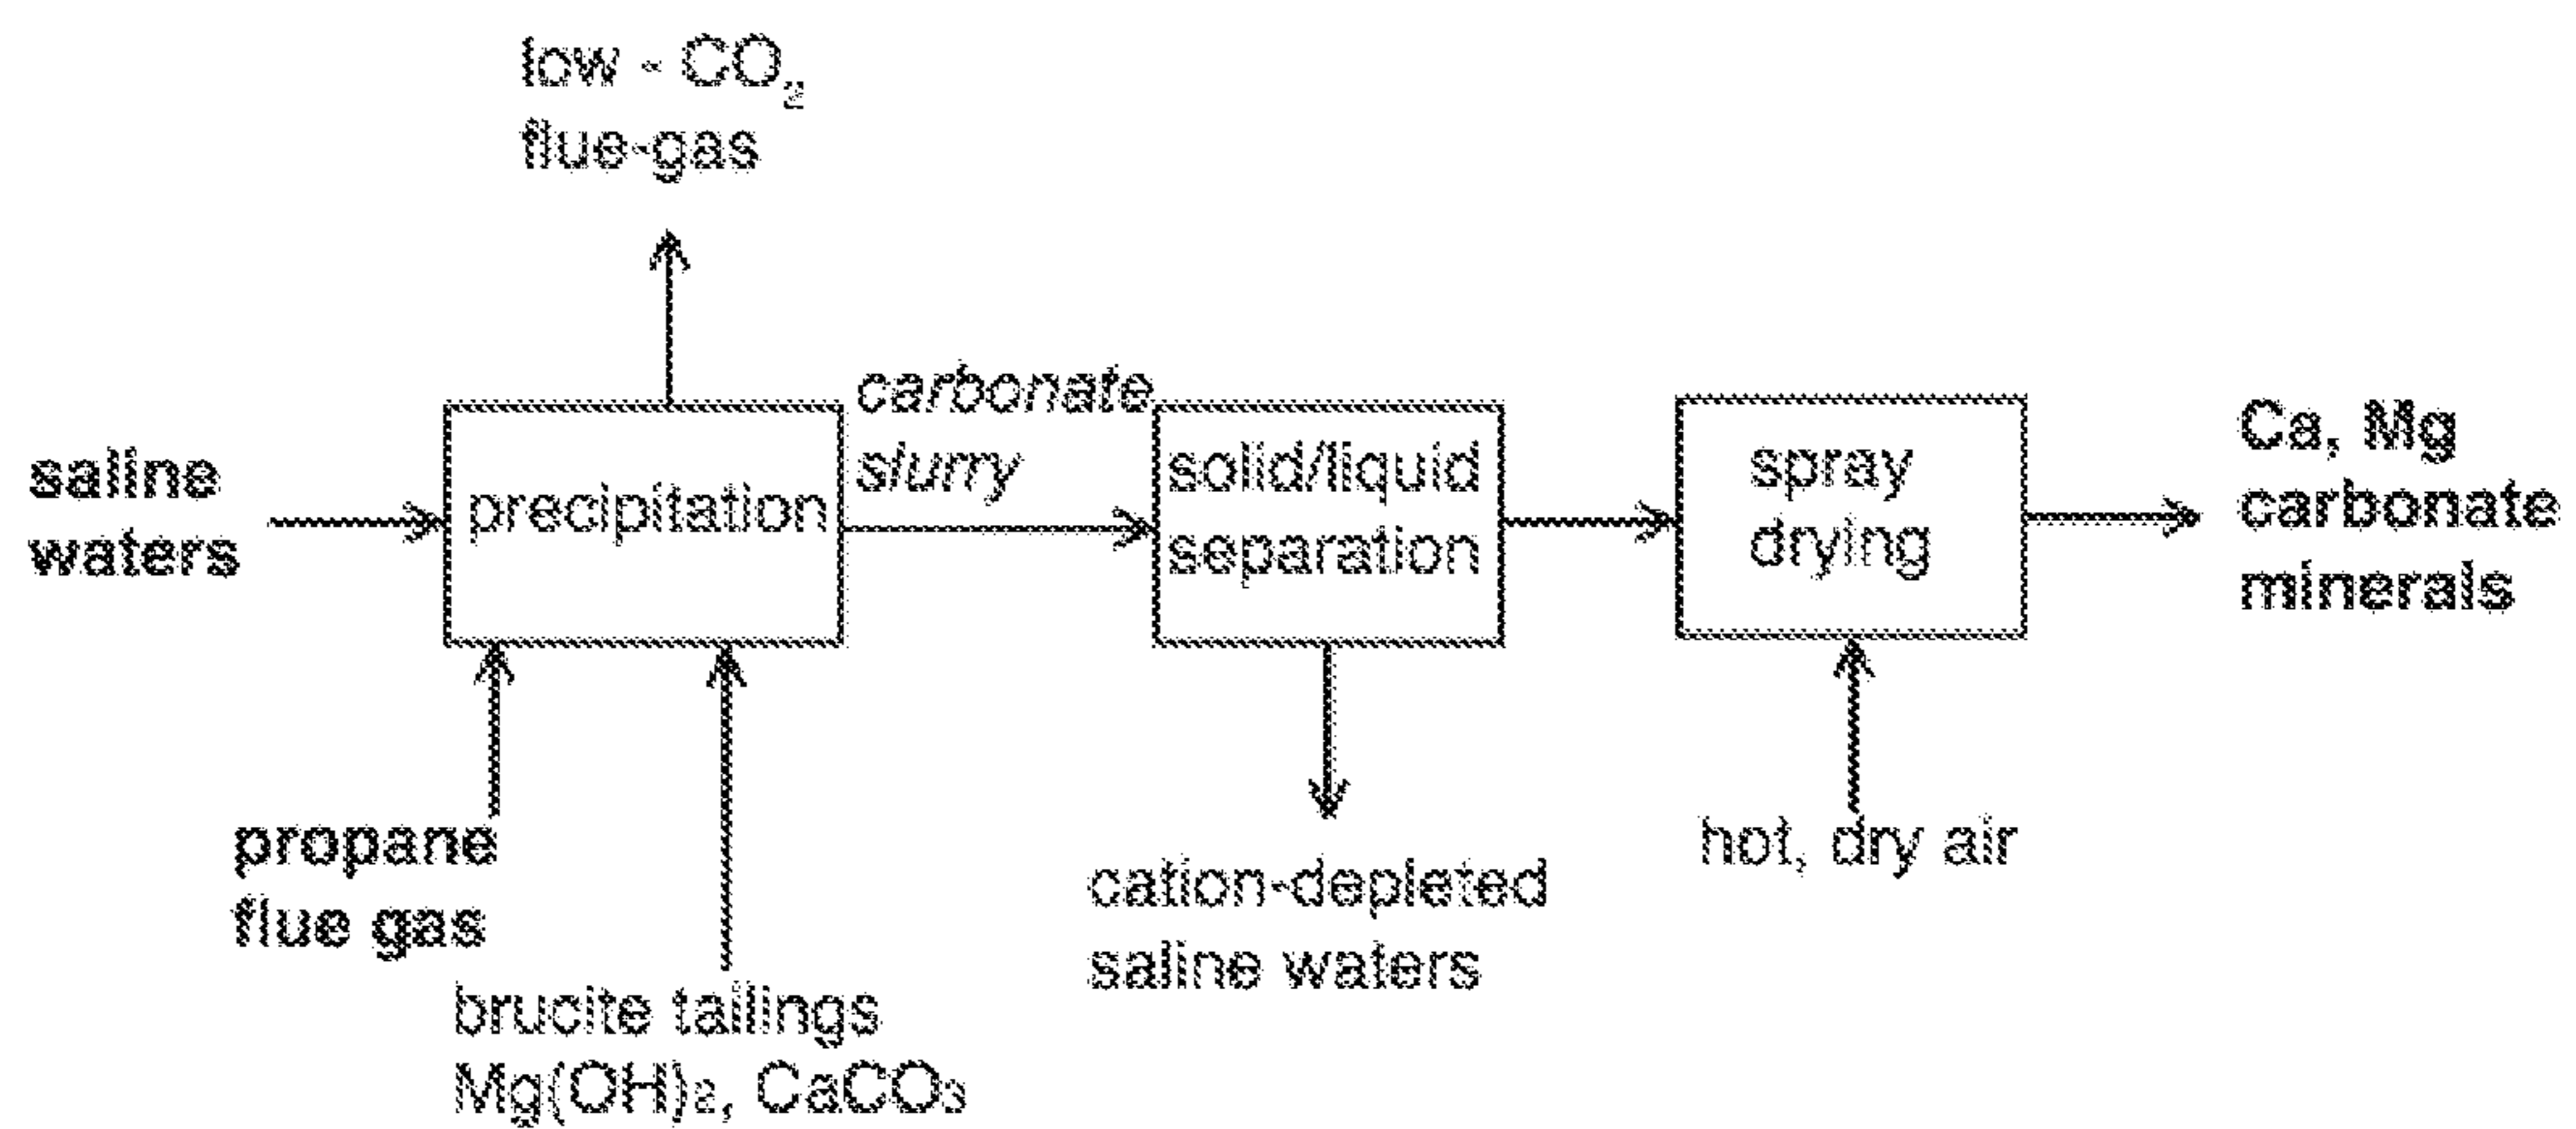 low - CO₂
flue-gas
saline
waters
precipitation
carbonate
slurry
solid/liquid
separation
spray
drying
Ca, Mg
carbonate
minerals
propane
flue gas
brucite tailings
Mg(OH)₂, CaCO₃
cation-depleted
saline waters
hot, dry air